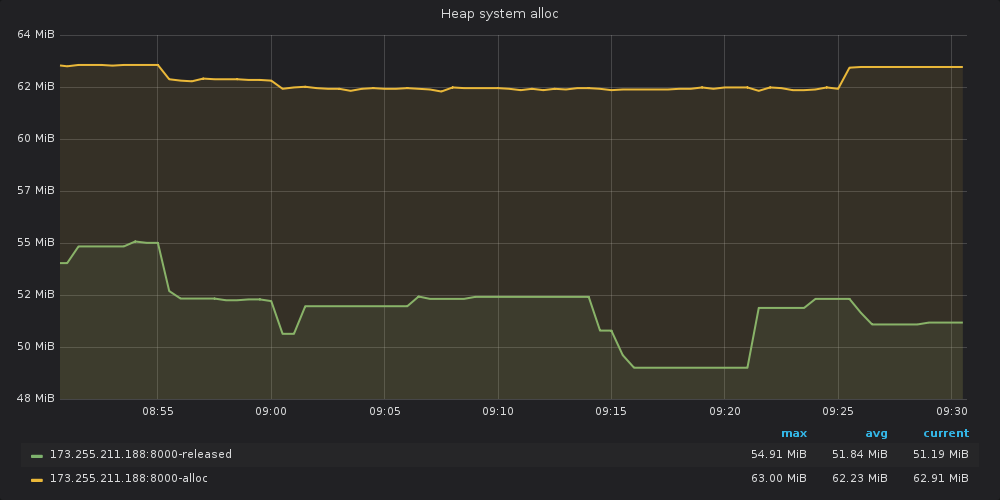 Heap system alloc
64 MiB
62 MiB
60 MiB
57 MiB
55 MiB
52 MiB
50 MiB
48 MiB
08:55 09:00 09:05 09:10 09:15 09:20 09:25 09:30
max avg current
173.255.211.188:8000-released 54.91 MiB 51.84 MiB 51.19 MiB
173.255.211.188:8000-alloc 63.00 MiB 62.23 MiB 62.91 MiB